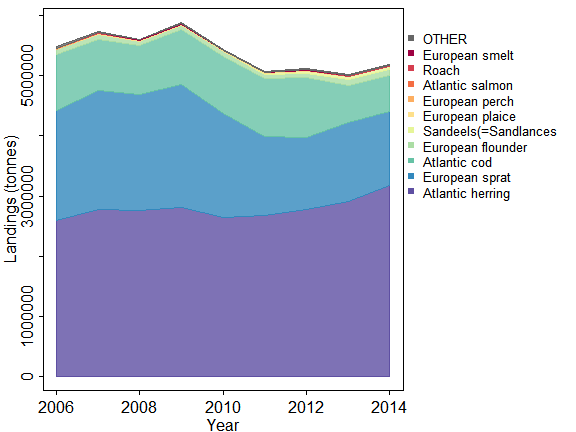 OTHER
European smelt
Roach
Atlantic salmon
European perch
European plaice
Sandeels(=Sandlances
European flounder
Atlantic cod
European sprat
Atlantic herring
Landings (tonnes)
5000000
3000000
1000000
0
2006 2008 2010 2012 2014
Year